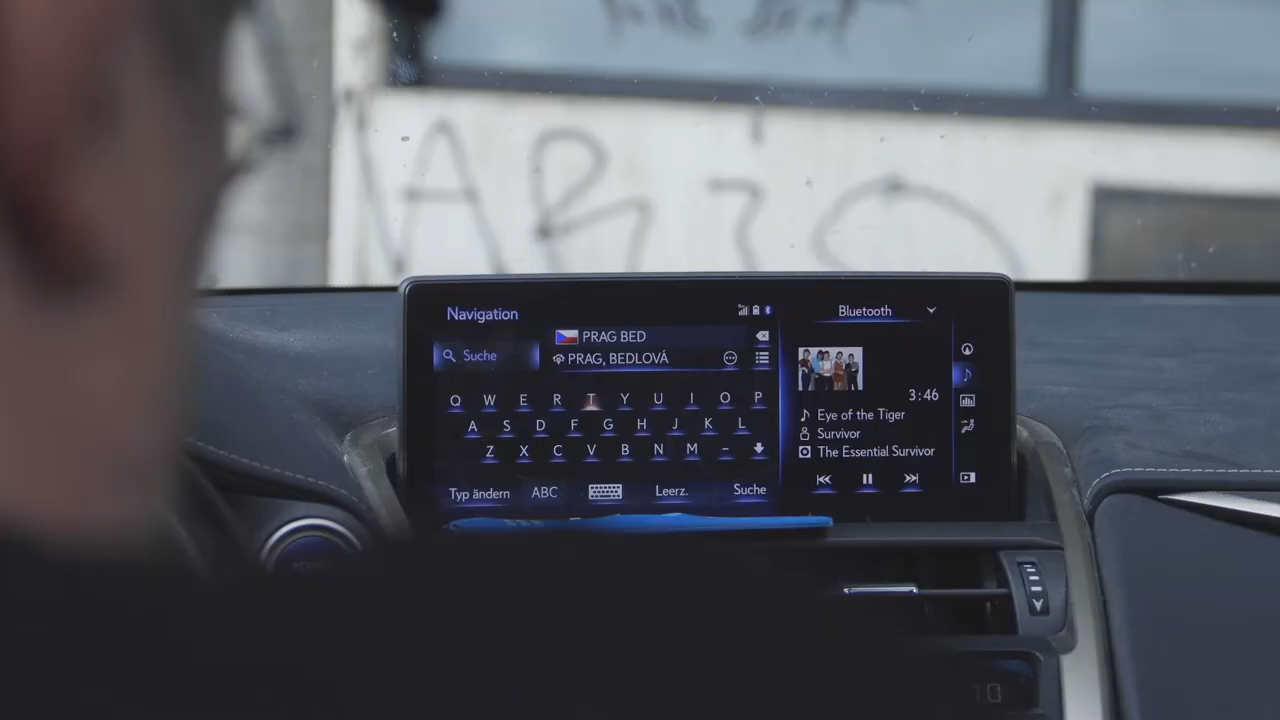 Navigation
PRAG BED
Suche
PRAG, BEDLOVÁ
Q W E R T Y U I O P
A S D F G H J K L
Z X C V B N M -
Typ ändern ABC Leerz. Suche
Bluetooth
3:46
Eye of the Tiger
Survivor
The Essential Survivor